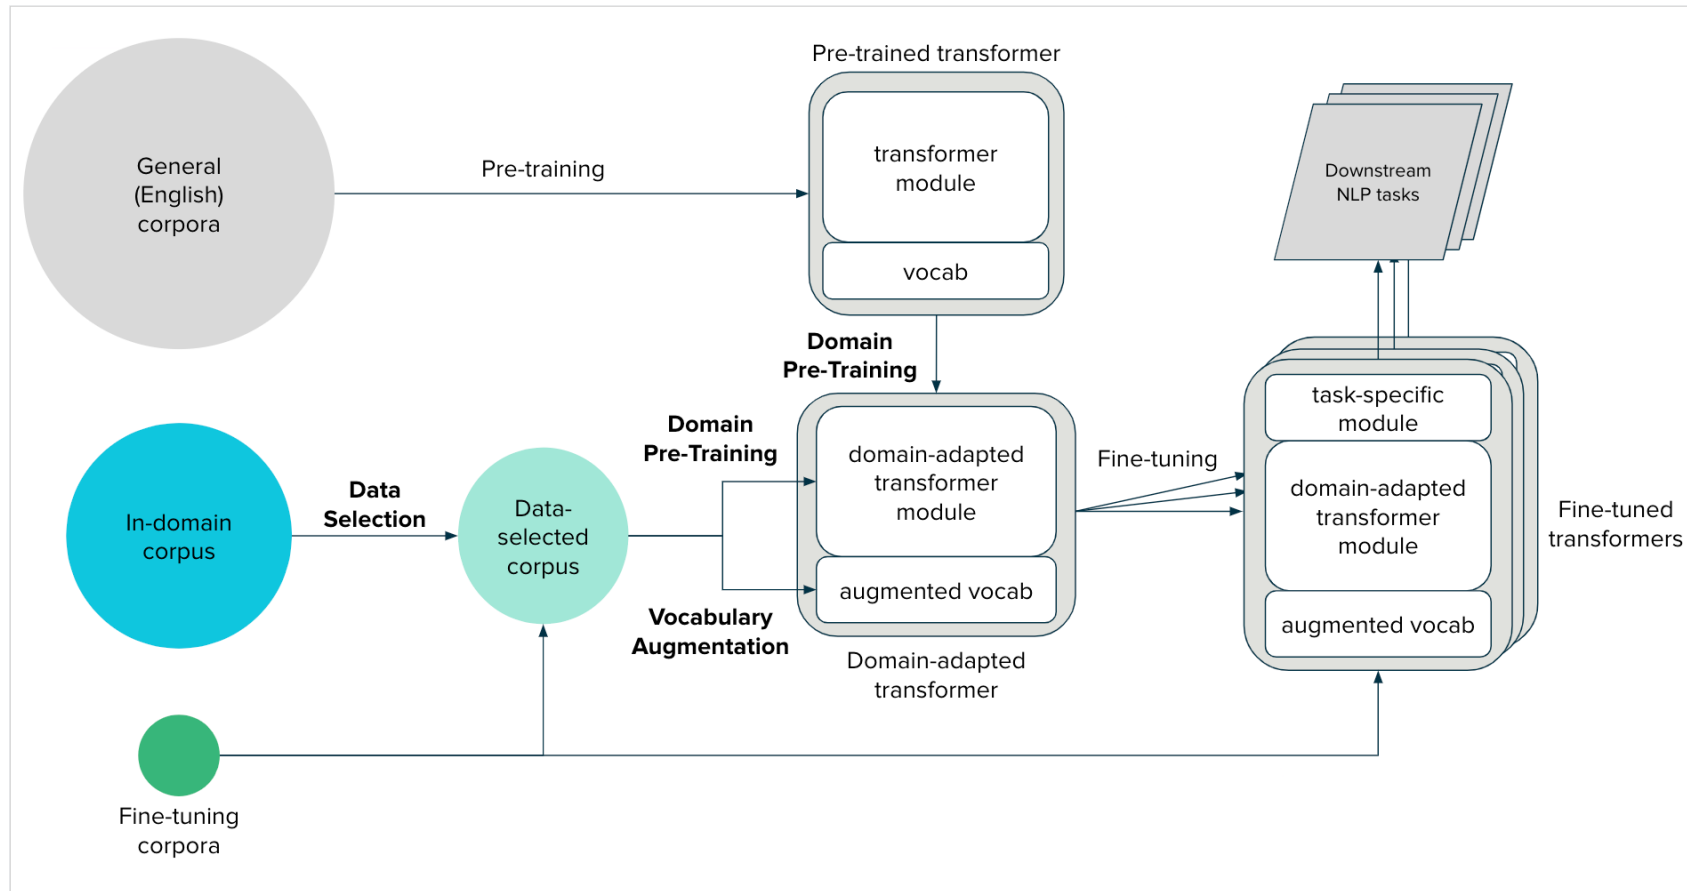 Pre-trained transformer
General
(English)
corpora
Pre-training
transformer
module
vocab
Downstream
NLP tasks
Domain
Pre-Training
Domain
Pre-Training
In-domain
corpus
Data
Selection
Data-
selected
corpus
domain-adapted
transformer
module
augmented vocab
Vocabulary
Augmentation
Domain-adapted
transformer
Fine-tuning
task-specific
module
domain-adapted
transformer
module
augmented vocab
Fine-tuned
transformers
Fine-tuning
corpora